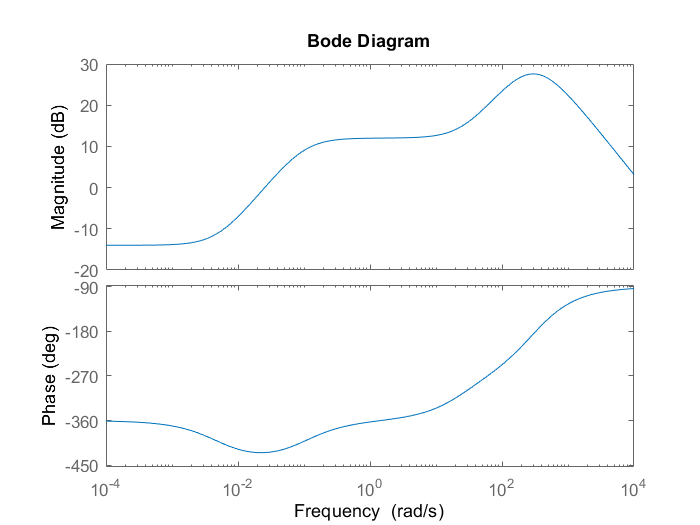 Bode Diagram
Magnitude (dB)
30
20
10
0
-10
-20
Phase (deg)
-90
-180
-270
-360
-450
10^-4 10^-2 10^0 10^2 10^4
Frequency (rad/s)